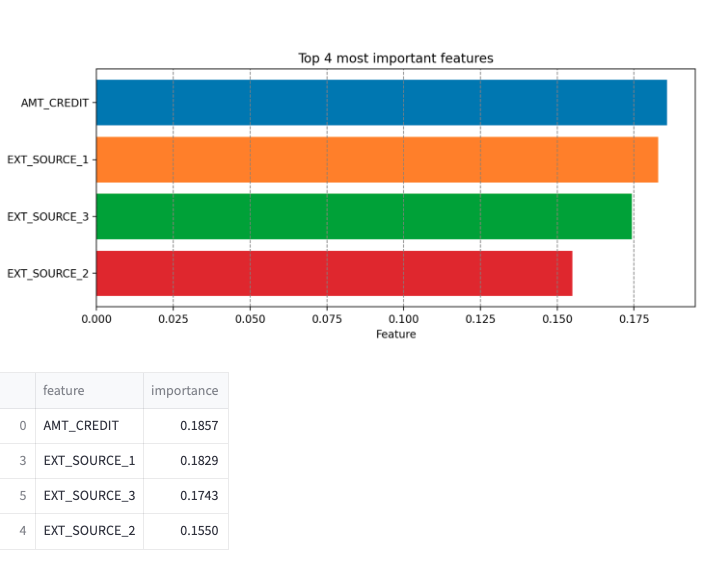 Top 4 most important features
AMT_CREDIT
EXT_SOURCE_1
EXT_SOURCE_3
EXT_SOURCE_2
0.000 0.025 0.050 0.075 0.100 0.125 0.150 0.175
Feature
feature importance
0 AMT_CREDIT 0.1857
3 EXT_SOURCE_1 0.1829
5 EXT_SOURCE_3 0.1743
4 EXT_SOURCE_2 0.1550